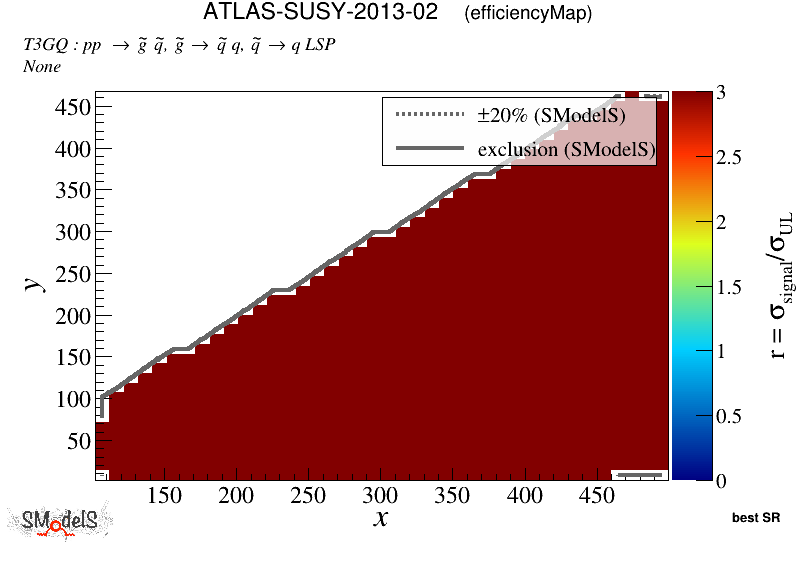 ATLAS-SUSY-2013-02 (efficiencyMap)
T3GQ : pp → g̃ q̃, g̃ → q̃ q, q̃ → q LSP
None
±20% (SModelS)
exclusion (SModelS)
450
400
350
300
250
200
150
100
50
y
150 200 250 300 350 400 450
x
3
2.5
2
1.5
1
0.5
0
r = σ_signal/σ_UL
SModelS
best SR